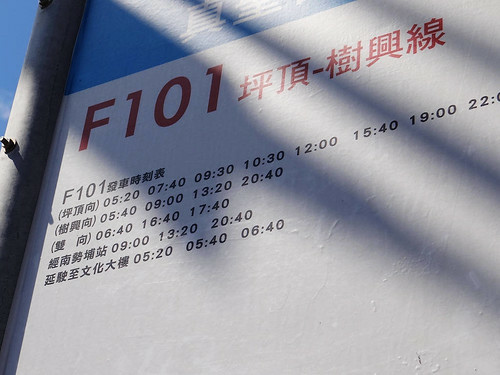 F101 坪頂-樹興線
F101發車時刻表
(坪頂向) 05:20 07:40 09:30 10:30 12:00 15:40 19:00 22:0
(樹興向) 05:40 09:00 13:20 20:40
(雙 向) 06:40 16:40 17:40
經南勢埔站 09:00 13:20 20:40
延駛至文化大樓 05:20 05:40 06:40